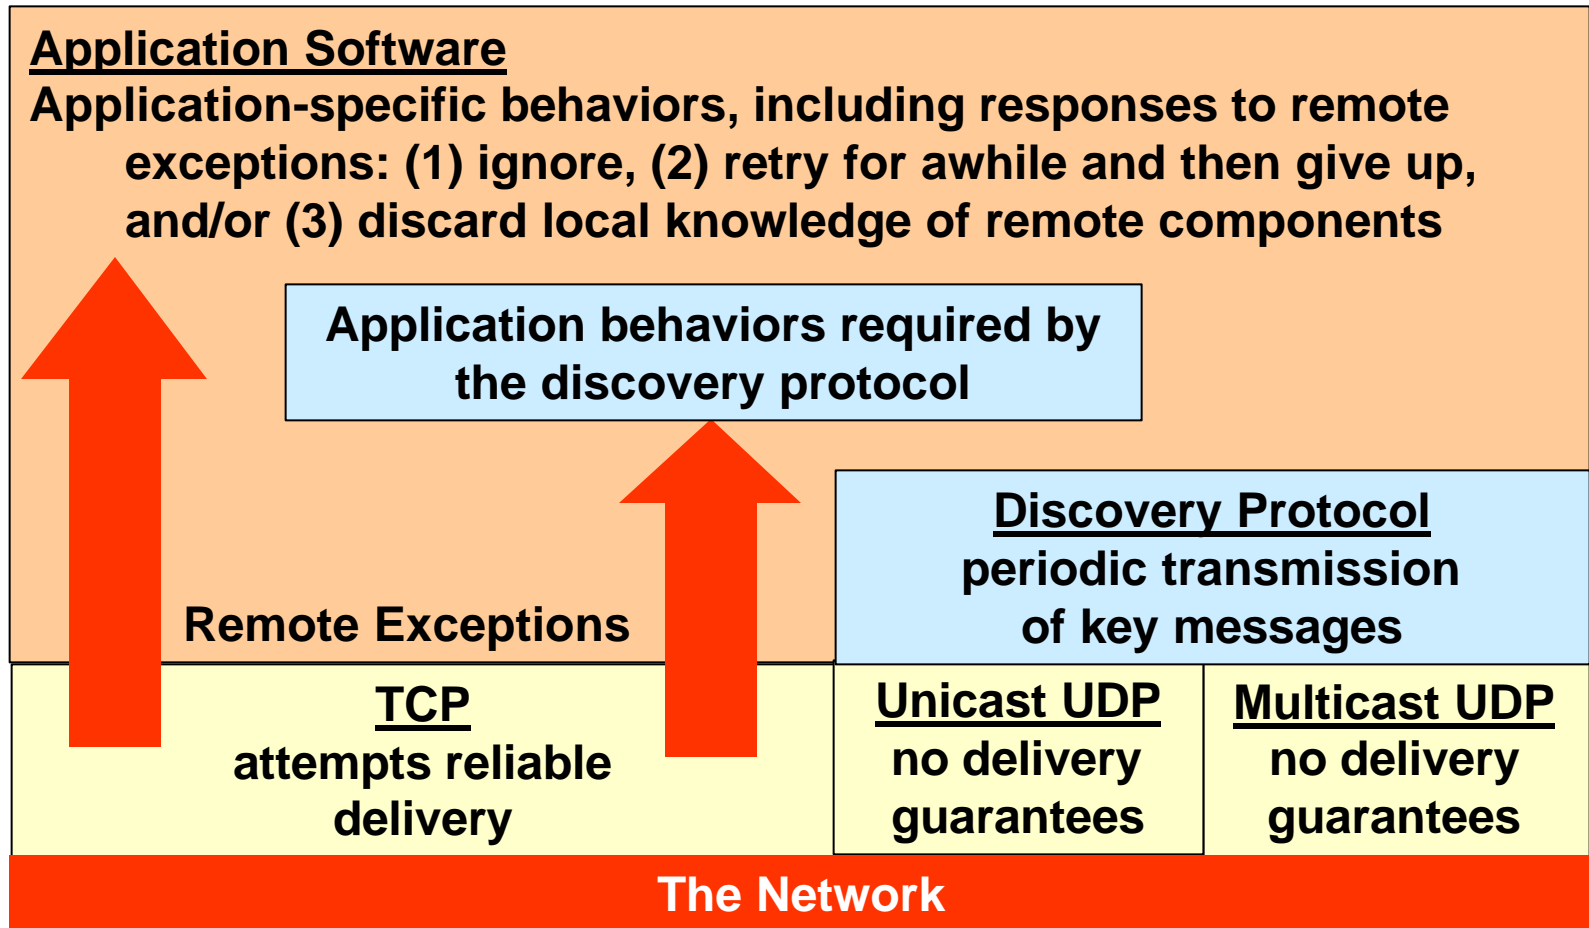 Application Software
Application-specific behaviors, including responses to remote
exceptions: (1) ignore, (2) retry for awhile and then give up,
and/or (3) discard local knowledge of remote components
Application behaviors required by
the discovery protocol
Discovery Protocol
periodic transmission
of key messages
Remote Exceptions
TCP
attempts reliable
delivery
Unicast UDP
no delivery
guarantees
Multicast UDP
no delivery
guarantees
The Network